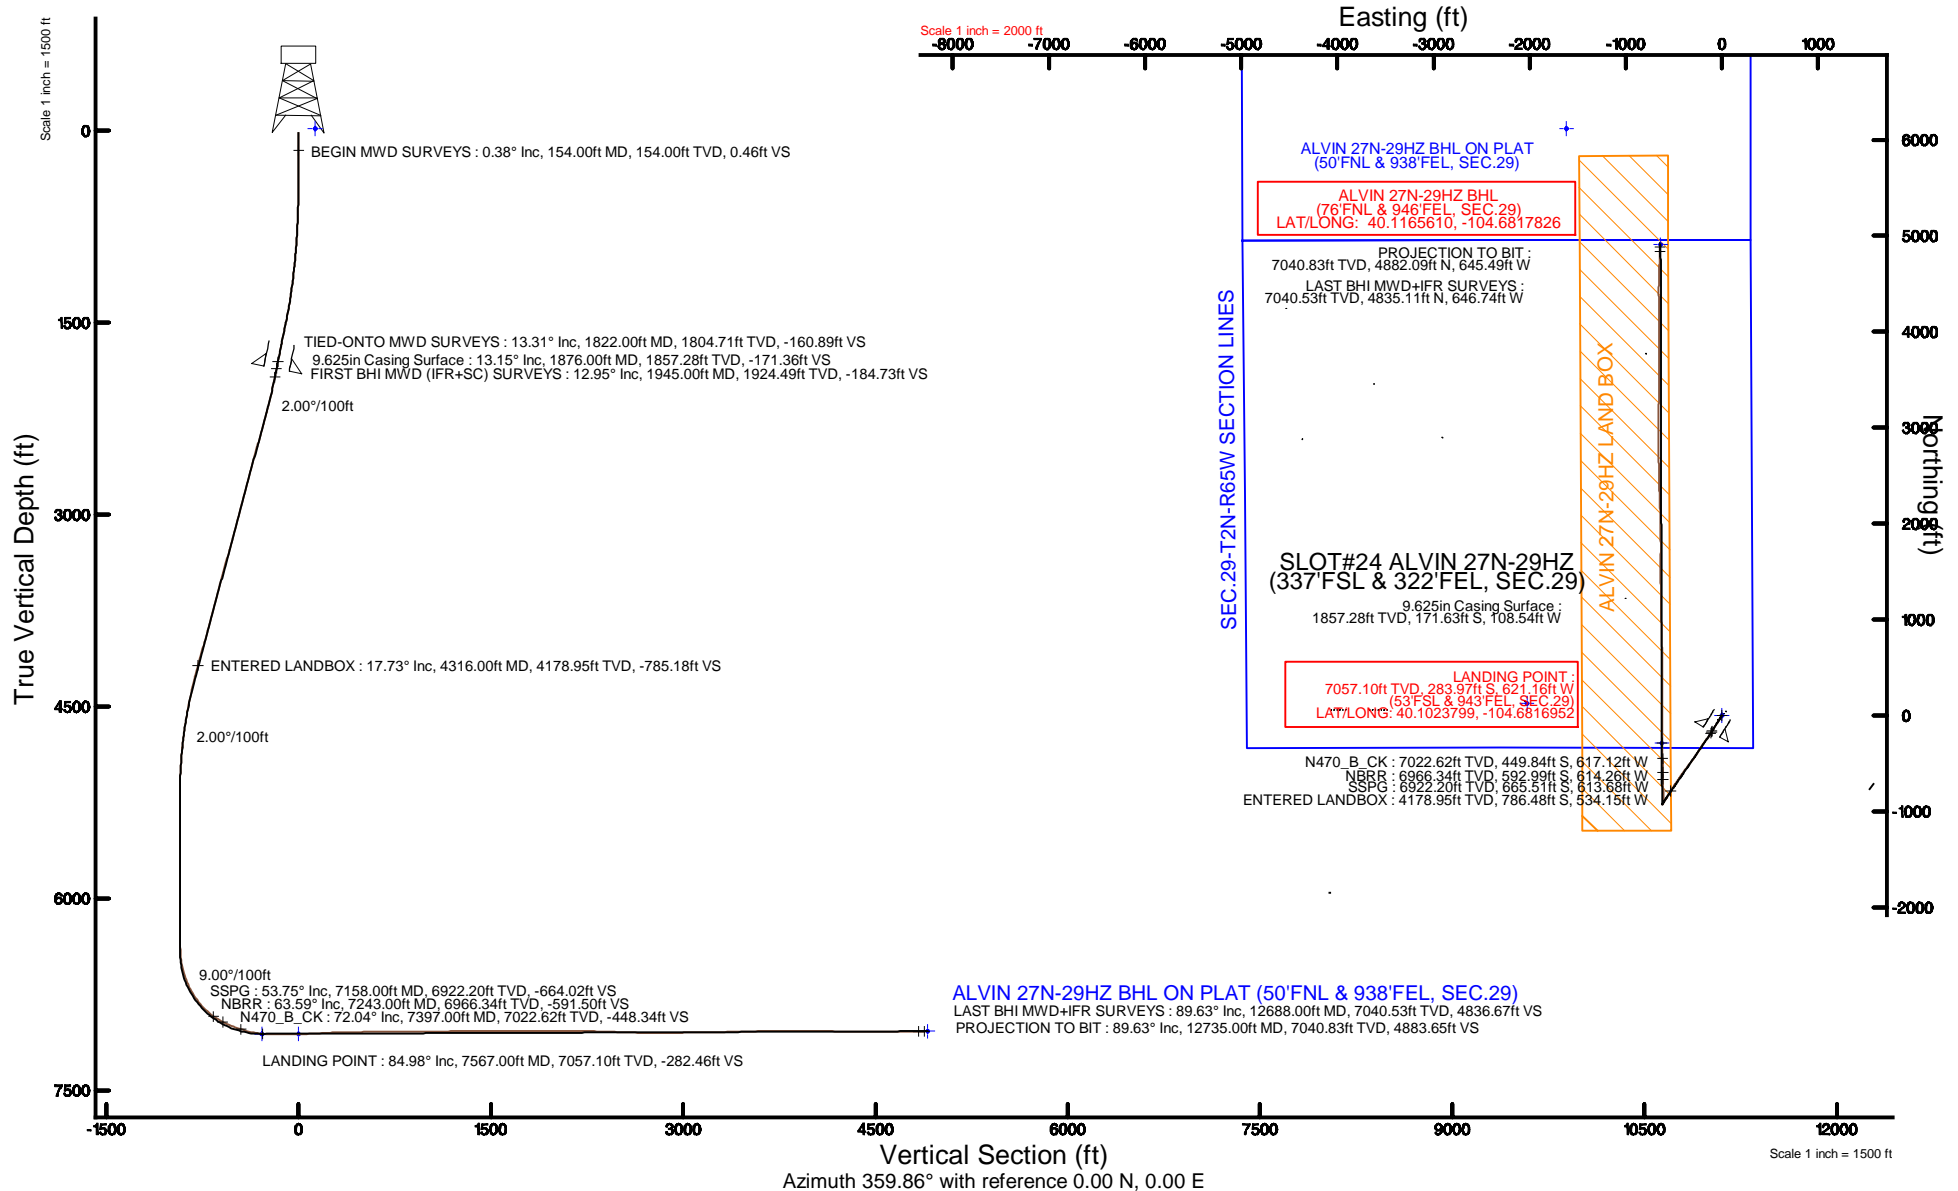 Scale 1 inch = 1500 ft
0
1500
3000
4500
6000
7500
True Vertical Depth (ft)
BEGIN MWD SURVEYS : 0.38° Inc, 154.00ft MD, 154.00ft TVD, 0.46ft VS
TIED-ONTO MWD SURVEYS : 13.31° Inc, 1822.00ft MD, 1804.71ft TVD, -160.89ft VS
9.625in Casing Surface : 13.15° Inc, 1876.00ft MD, 1857.28ft TVD, -171.36ft VS
FIRST BHI MWD (IFR+SC) SURVEYS : 12.95° Inc, 1945.00ft MD, 1924.49ft TVD, -184.73ft VS
2.00°/100ft
ENTERED LANDBOX : 17.73° Inc, 4316.00ft MD, 4178.95ft TVD, -785.18ft VS
2.00°/100ft
9.00°/100ft
SSPG : 53.75° Inc, 7158.00ft MD, 6922.20ft TVD, -664.02ft VS
NBRR : 63.59° Inc, 7243.00ft MD, 6966.34ft TVD, -591.50ft VS
N470_B_CK : 72.04° Inc, 7397.00ft MD, 7022.62ft TVD, -448.34ft VS
LANDING POINT : 84.98° Inc, 7567.00ft MD, 7057.10ft TVD, -282.46ft VS
ALVIN 27N-29HZ BHL ON PLAT (50'FNL & 938'FEL, SEC.29)
LAST BHI MWD+IFR SURVEYS : 89.63° Inc, 12688.00ft MD, 7040.53ft TVD, 4836.67ft VS
PROJECTION TO BIT : 89.63° Inc, 12735.00ft MD, 7040.83ft TVD, 4883.65ft VS
-1500 0 1500 3000 4500 6000 7500 9000 10500 12000
Vertical Section (ft)
Azimuth 359.86° with reference 0.00 N, 0.00 E
Scale 1 inch = 1500 ft
Easting (ft)
Scale 1 inch = 2000 ft
-8000 -7000 -6000 -5000 -4000 -3000 -2000 -1000 0 1000
ALVIN 27N-29HZ BHL ON PLAT
(50'FNL & 938'FEL, SEC.29)
ALVIN 27N-29HZ BHL
(76'FNL & 946'FEL, SEC.29)
LAT/LONG: 40.1165610, -104.6817826
PROJECTION TO BIT :
7040.83ft TVD, 4882.09ft N, 645.49ft W
LAST BHI MWD+IFR SURVEYS :
7040.53ft TVD, 4835.11ft N, 646.74ft W
SEC.29-T2N-R65W SECTION LINES
ALVIN 27N-29HZ LAND BOX
SLOT#24 ALVIN 27N-29HZ
(337'FSL & 322'FEL, SEC.29)
9.625in Casing Surface :
1857.28ft TVD, 171.63ft S, 108.54ft W
LANDING POINT :
7057.10ft TVD, 283.97ft S, 621.16ft W
(53'FSL & 943'FEL, SEC.29)
LAT/LONG: 40.1023799, -104.6816952
N470_B_CK : 7022.62ft TVD, 449.84ft S, 617.12ft W
NBRR : 6966.34ft TVD, 592.99ft S, 614.26ft W
SSPG : 6922.20ft TVD, 665.51ft S, 613.68ft W
ENTERED LANDBOX : 4178.95ft TVD, 786.48ft S, 534.15ft W
6000
5000
4000
3000
2000
1000
0
-1000
-2000
Northing (ft)